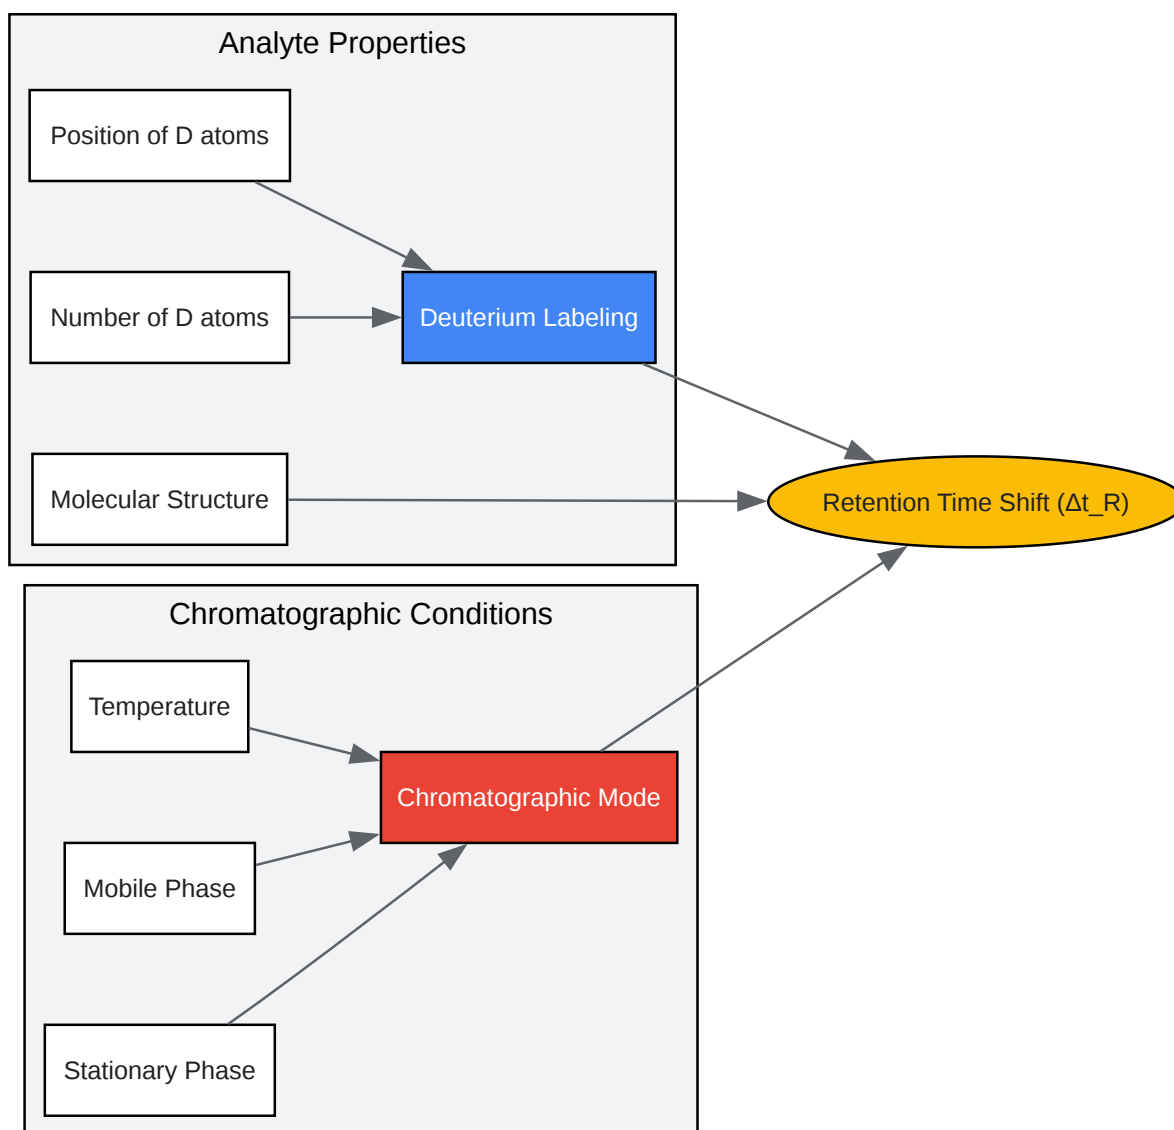 Analyte Properties
Position of D atoms
Number of D atoms
Deuterium Labeling
Molecular Structure
Retention Time Shift (Δt_R)
Chromatographic Conditions
Temperature
Chromatographic Mode
Mobile Phase
Stationary Phase